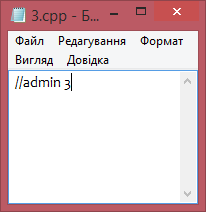 3.cpp - Б...
Файл Редагування Формат
Вигляд Довідка
//admin 3